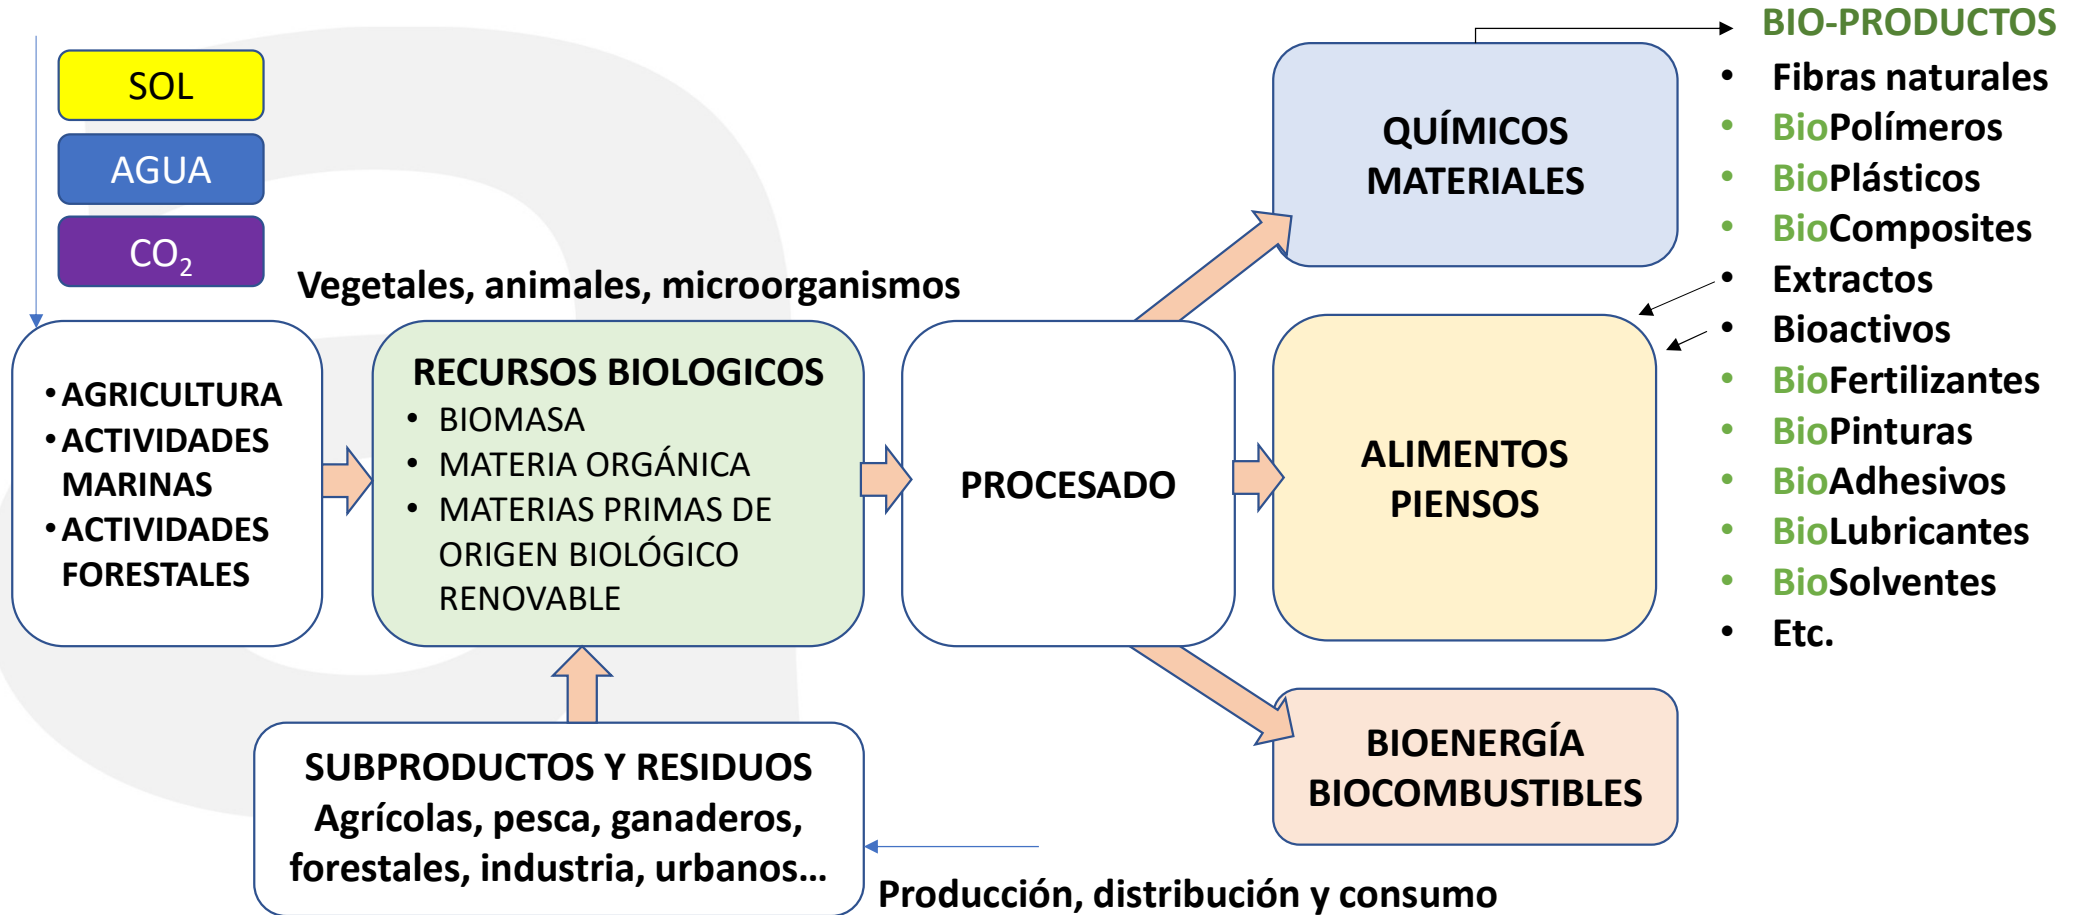 SOL
AGUA
CO₂
Vegetales, animales, microorganismos
• AGRICULTURA
• ACTIVIDADES
MARINAS
• ACTIVIDADES
FORESTALES
RECURSOS BIOLOGICOS
• BIOMASA
• MATERIA ORGÁNICA
• MATERIAS PRIMAS DE
ORIGEN BIOLÓGICO
RENOVABLE
PROCESADO
SUBPRODUCTOS Y RESIDUOS
Agrícolas, pesca, ganaderos,
forestales, industria, urbanos...
Producción, distribución y consumo
QUÍMICOS
MATERIALES
ALIMENTOS
PIENSOS
BIOENERGÍA
BIOCOMBUSTIBLES
BIO-PRODUCTOS
• Fibras naturales
• BioPolímeros
• BioPlásticos
• BioComposites
• Extractos
• Bioactivos
• BioFertilizantes
• BioPinturas
• BioAdhesivos
• BioLubricantes
• BioSolventes
• Etc.